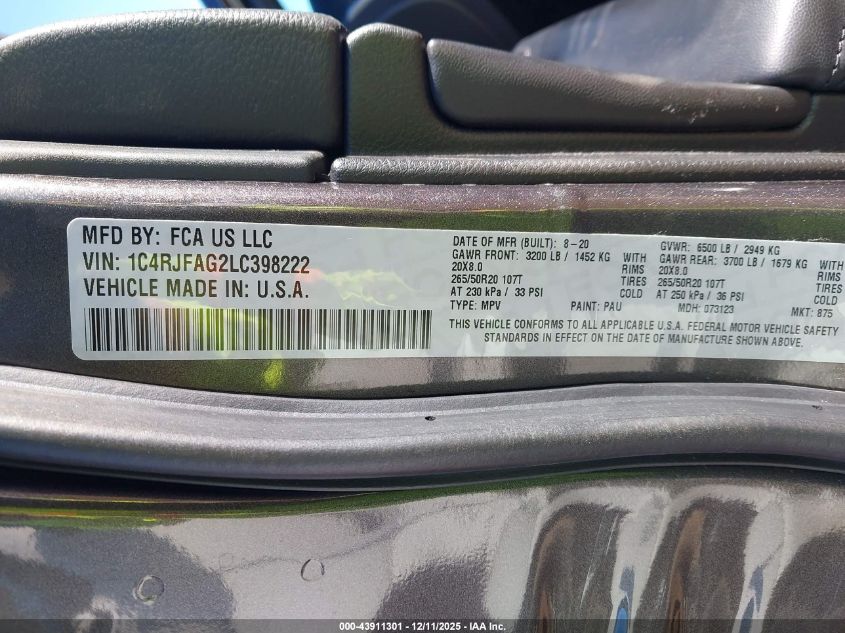 MFD BY: FCA US LLC
VIN: 1C4RJFAG2LC398222
VEHICLE MADE IN: U.S.A.
DATE OF MFR (BUILT): 8-20
GVWR: 6500 LB / 2949 KG
GAWR FRONT: 3200 LB / 1452 KG WITH
GAWR REAR: 3700 LB / 1679 KG WITH
20X8.0 RIMS
20X8.0 RIMS
265/50R20 107T TIRES
265/50R20 107T TIRES
AT 230 kPa / 33 PSI COLD
AT 250 kPa / 36 PSI COLD
TYPE: MPV PAINT: PAU MDH: 073123 MKT: 875
THIS VEHICLE CONFORMS TO ALL APPLICABLE U.S.A. FEDERAL MOTOR VEHICLE SAFETY
STANDARDS IN EFFECT ON THE DATE OF MANUFACTURE SHOWN ABOVE.
000-43911301 - 12/11/2025 - IAA Inc.